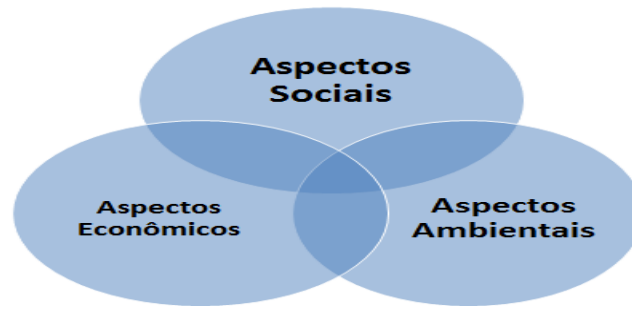 Aspectos
Sociais
Aspectos
Econômicos
Aspectos
Ambientais